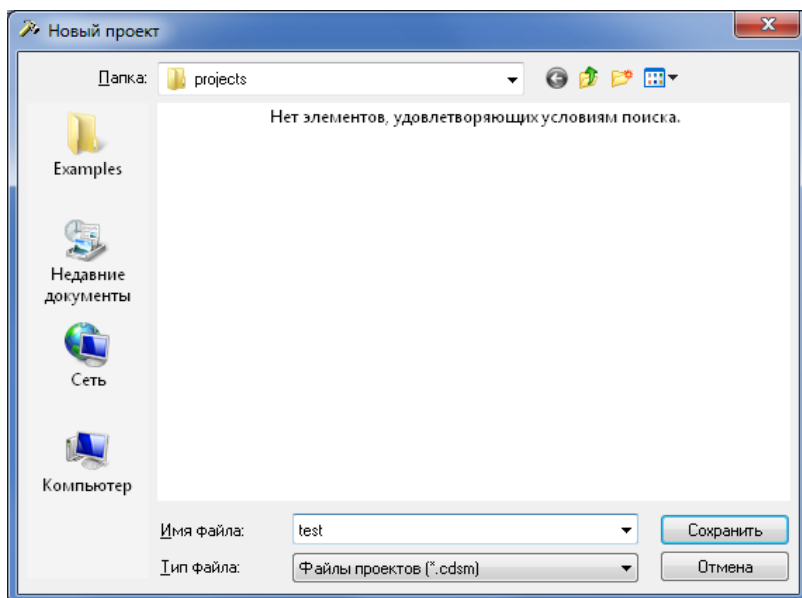 Новый проект
Папка:
projects
Нет элементов, удовлетворяющих условиям поиска.
Examples
Недавние
документы
Сеть
Компьютер
Имя файла:
test
Сохранить
Тип файла:
Файлы проектов (*.cdsm)
Отмена